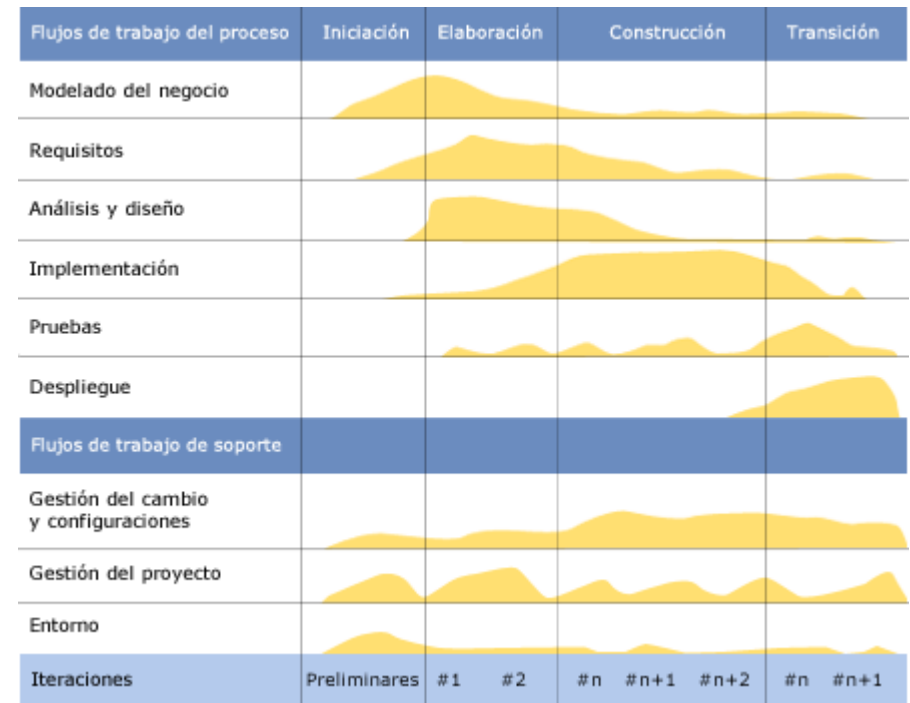 Flujos de trabajo del proceso Iniciación Elaboración Construcción Transición
Modelado del negocio
Requisitos
Análisis y diseño
Implementación
Pruebas
Despliegue
Flujos de trabajo de soporte
Gestión del cambio
y configuraciones
Gestión del proyecto
Entorno
Iteraciones Preliminares #1 #2 #n #n+1 #n+2 #n #n+1